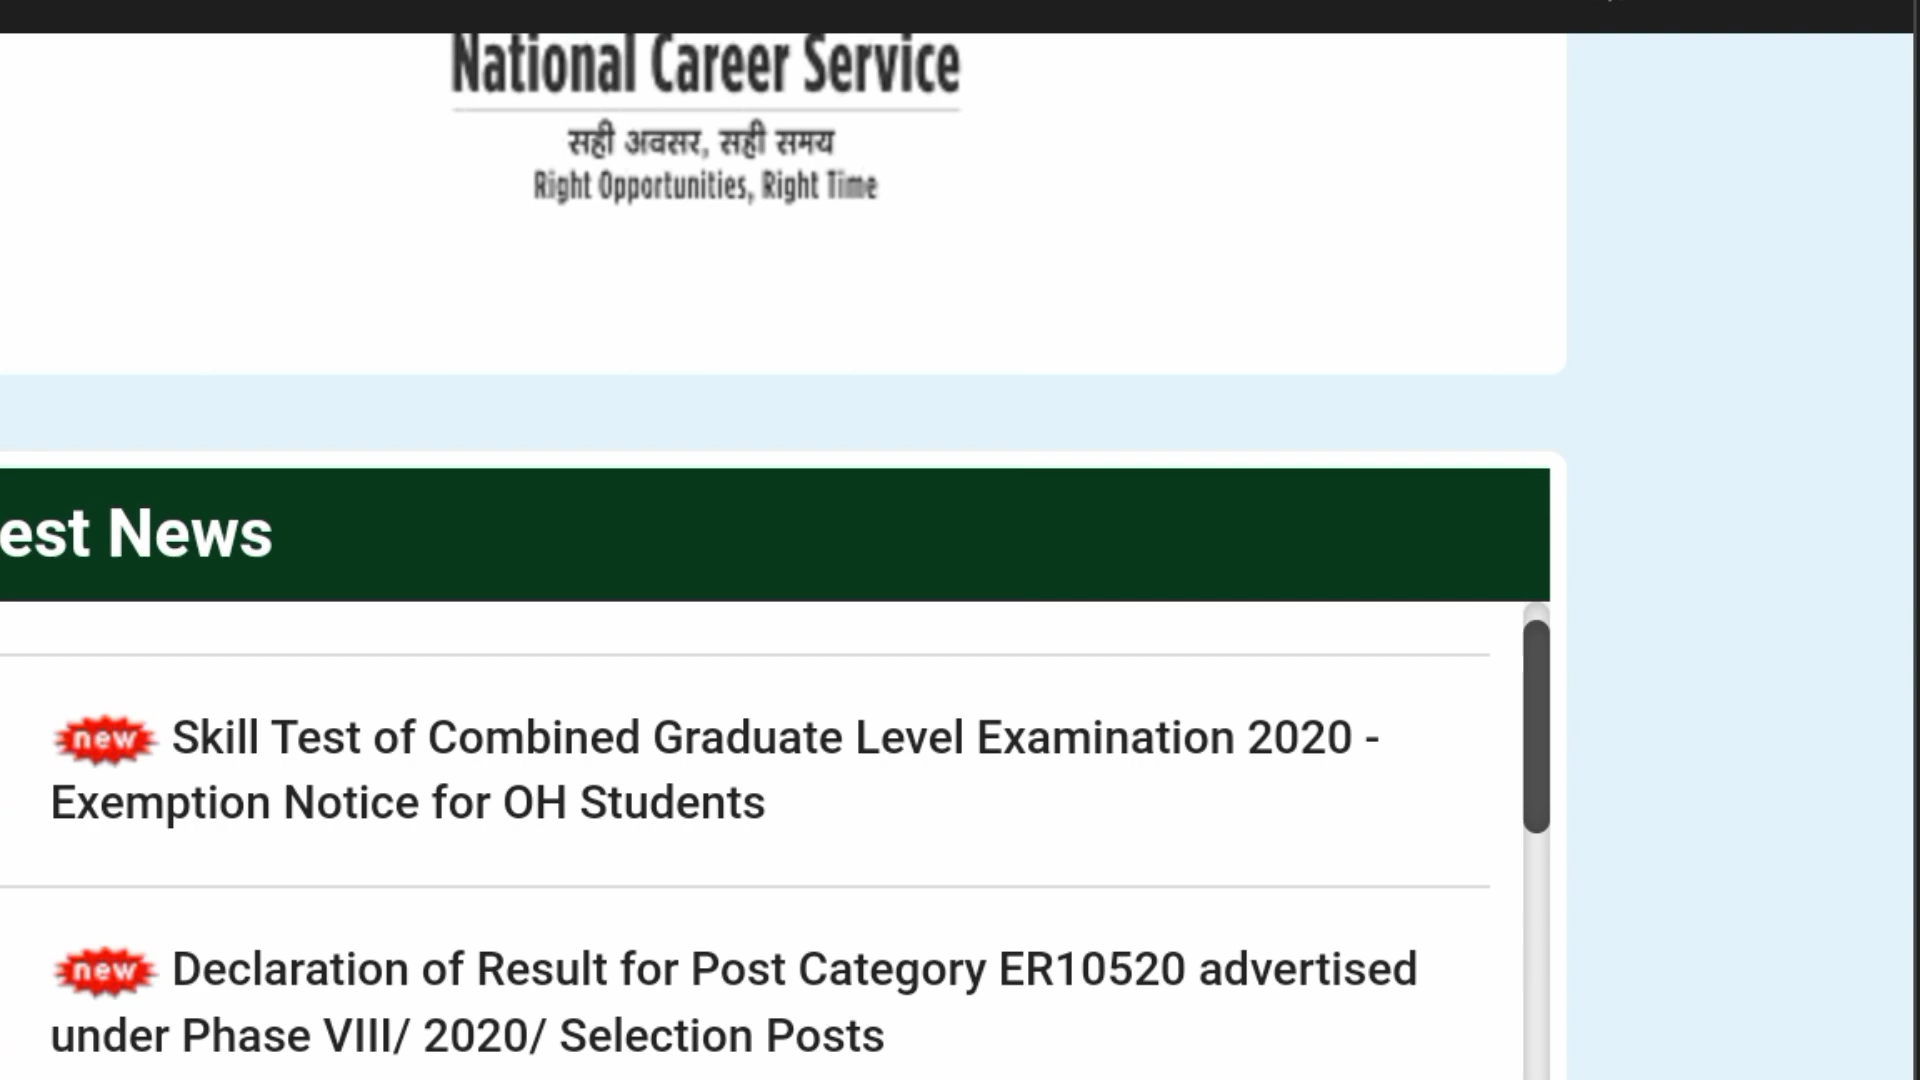 National Career Service
सही अवसर, सही समय
Right Opportunities, Right Time
est News
new Skill Test of Combined Graduate Level Examination 2020 -
Exemption Notice for OH Students
new Declaration of Result for Post Category ER10520 advertised
under Phase VIII/ 2020/ Selection Posts